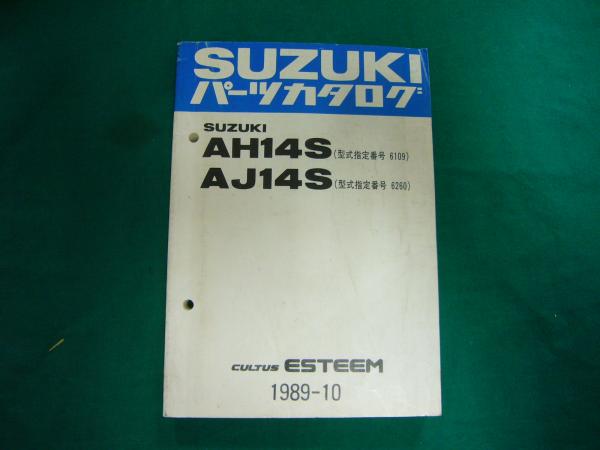 SUZUKI
パーツカタログ
SUZUKI
AH14S (型式指定番号 6109)
AJ14S (型式指定番号 6260)
CULTUS ESTEEM
1989-10